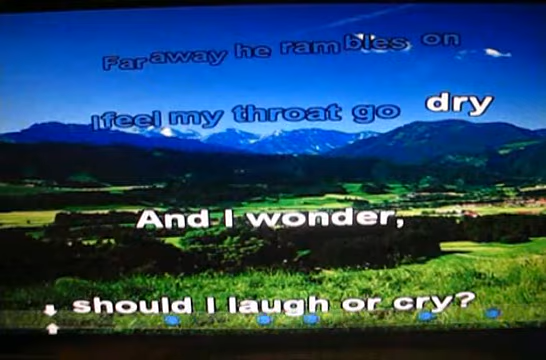 Far away he rambles on
I feel my throat go dry
And I wonder,
should I laugh or cry?